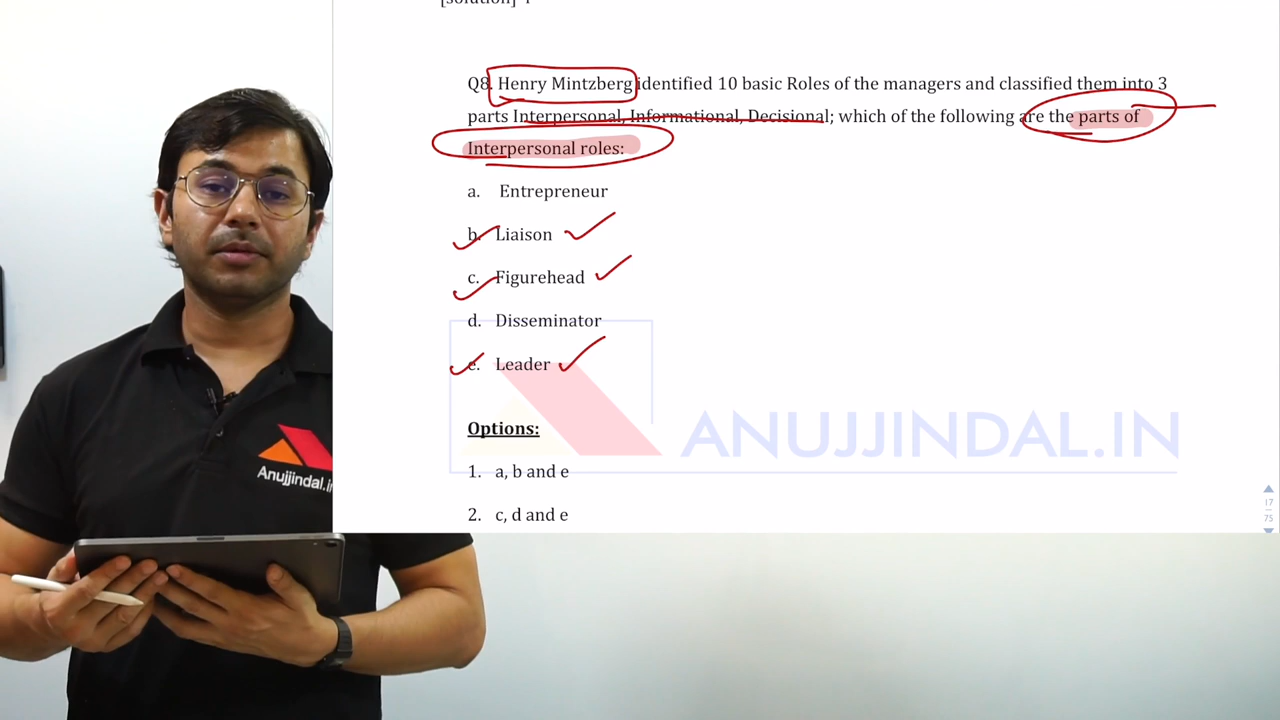 [solution]
Q8. Henry Mintzberg identified 10 basic Roles of the managers and classified them into 3
parts Interpersonal, Informational, Decisional; which of the following are the parts of
Interpersonal roles:
a. Entrepreneur
b. Liaison
c. Figurehead
d. Disseminator
e. Leader
ANUJJINDAL.IN
Options:
1. a, b and e
2. c, d and e
Anujjindal.in
17
75